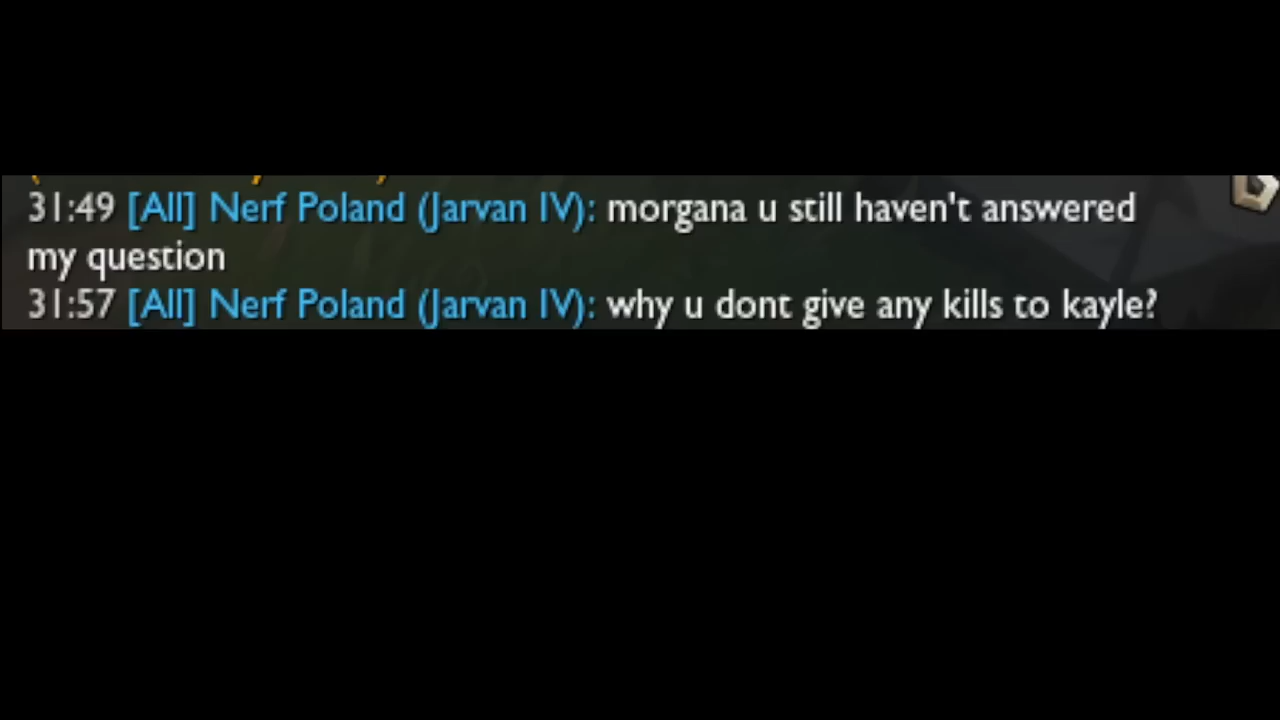 31:49 [All] Nerf Poland (Jarvan IV): morgana u still haven't answered
my question
31:57 [All] Nerf Poland (Jarvan IV): why u dont give any kills to kayle?